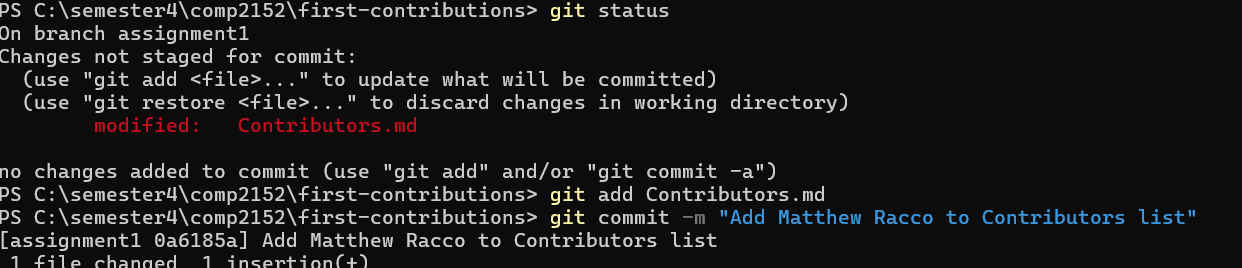 PS C:\semester4\comp2152\first-contributions> git status
On branch assignment1
Changes not staged for commit:
  (use "git add <file>..." to update what will be committed)
  (use "git restore <file>..." to discard changes in working directory)
        modified:   Contributors.md
no changes added to commit (use "git add" and/or "git commit -a")
PS C:\semester4\comp2152\first-contributions> git add Contributors.md
PS C:\semester4\comp2152\first-contributions> git commit -m "Add Matthew Racco to Contributors list"
[assignment1 0a6185a] Add Matthew Racco to Contributors list
 1 file changed, 1 insertion(+)